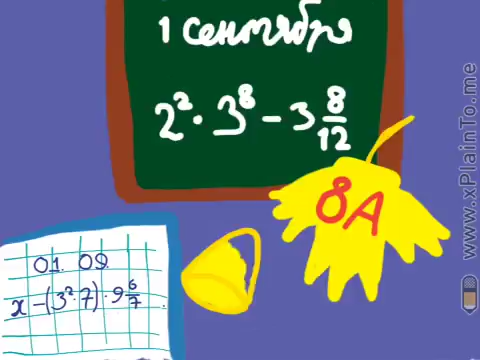 1 сентября
2² · 3⁸ − 3 8/12
8А
01. 09.
x − (3² · 7) · 9 6/7
www.xPlainTo.me